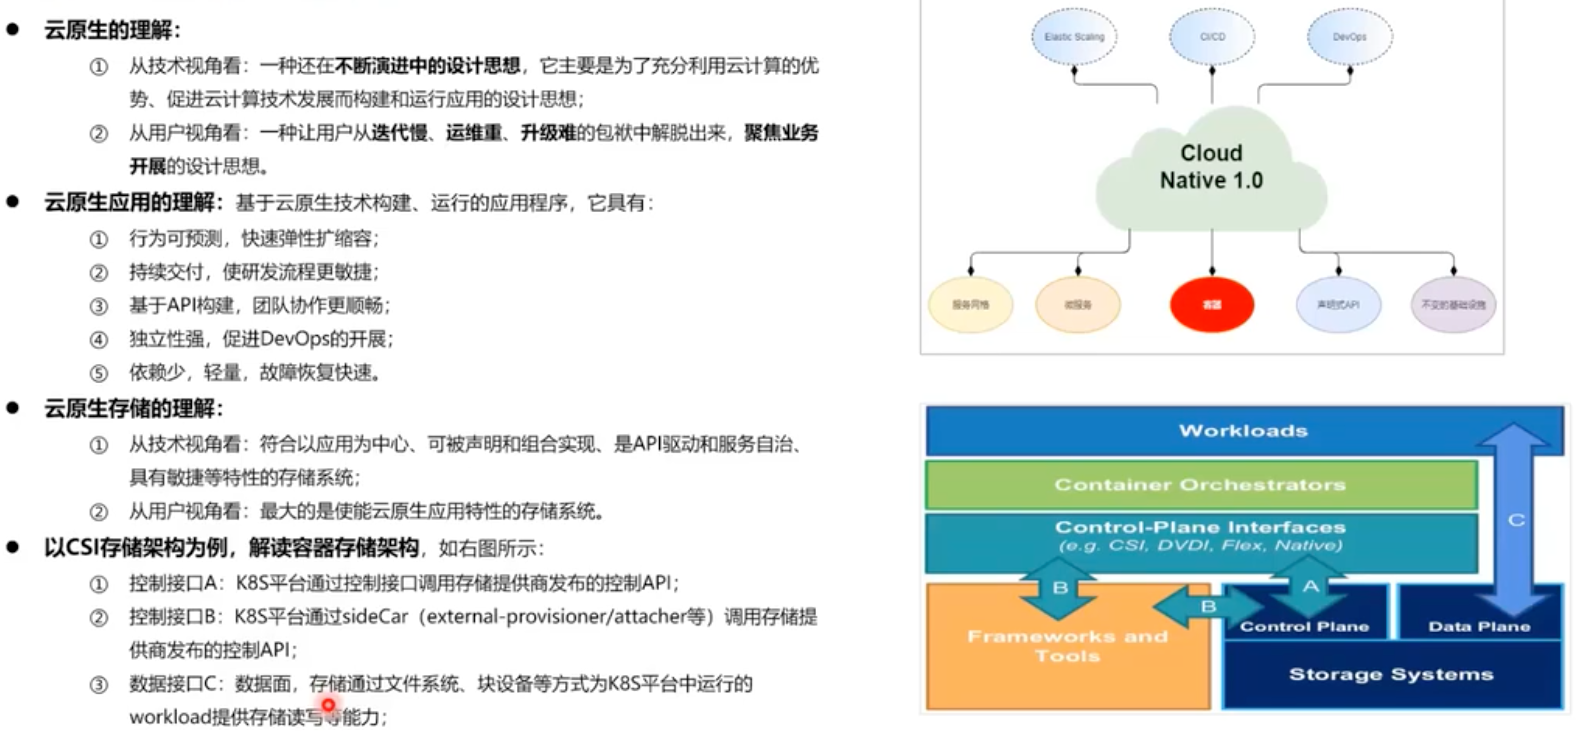 云原生的理解：
① 从技术视角看：一种还在不断演进中的设计思想，它主要是为了充分利用云计算的优
势、促进云计算技术发展而构建和运行应用的设计思想；
② 从用户视角看：一种让用户从迭代慢、运维重、升级难的包袱中解脱出来，聚焦业务
开展的设计思想。
云原生应用的理解：基于云原生技术构建、运行的应用程序，它具有：
① 行为可预测，快速弹性扩缩容；
② 持续交付，使研发流程更敏捷；
③ 基于API构建，团队协作更顺畅；
④ 独立性强，促进DevOps的开展；
⑤ 依赖少，轻量，故障恢复快速。
云原生存储的理解：
① 从技术视角看：符合以应用为中心、可被声明和组合实现、是API驱动和服务自治、
具有敏捷等特性的存储系统；
② 从用户视角看：最大的是使能云原生应用特性的存储系统。
以CSI存储架构为例，解读容器存储架构，如右图所示：
① 控制接口A：K8S平台通过控制接口调用存储提供商发布的控制API；
② 控制接口B：K8S平台通过sideCar（external-provisioner/attacher等）调用存储提
供商发布的控制API；
③ 数据接口C：数据面，存储通过文件系统、块设备等方式为K8S平台中运行的
workload提供存储读写等能力；
Elastic Scaling
CI/CD
DevOps
Cloud
Native 1.0
服务网格
微服务
容器
声明式API
不变的基础设施
Workloads
Container Orchestrators
Control-Plane Interfaces
(e.g. CSI, DVDI, Flex, Native)
C
B
A
B
Frameworks and
Tools
Control Plane
Data Plane
Storage Systems